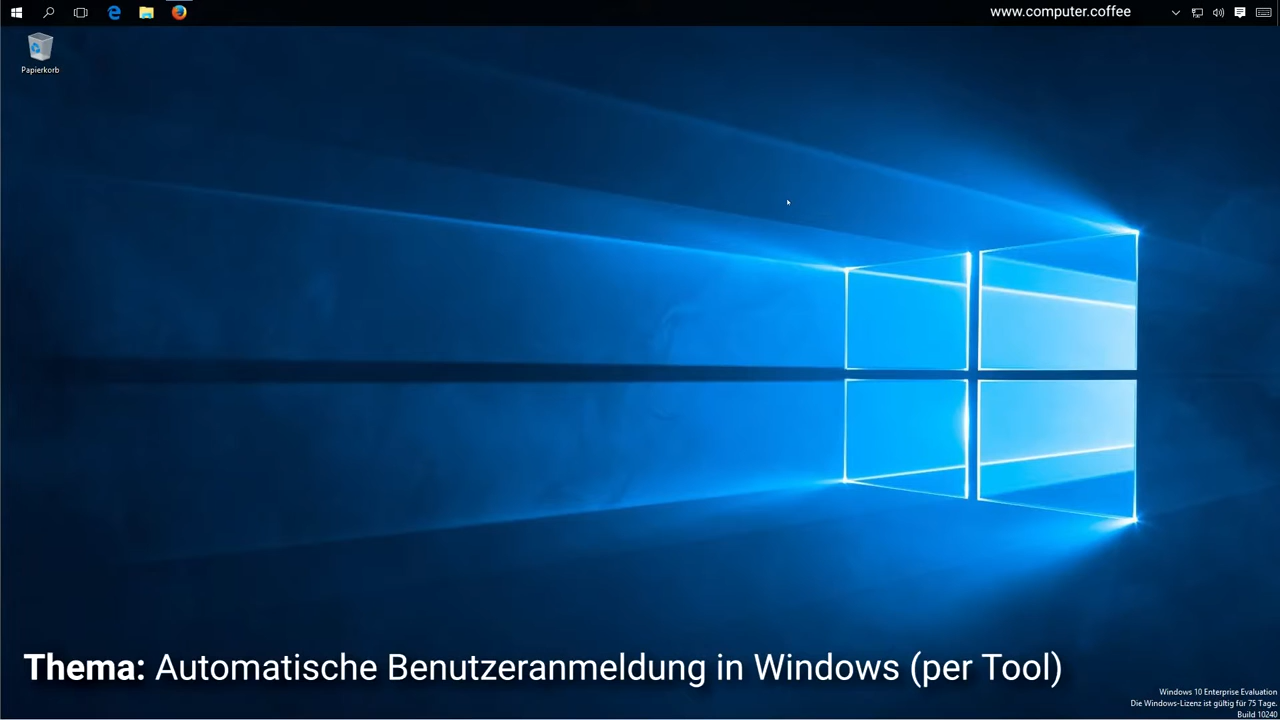 www.computer.coffee
Papierkorb
Thema: Automatische Benutzeranmeldung in Windows (per Tool)
Windows 10 Enterprise Evaluation
Die Windows-Lizenz ist gültig für 75 Tage.
Build 10240